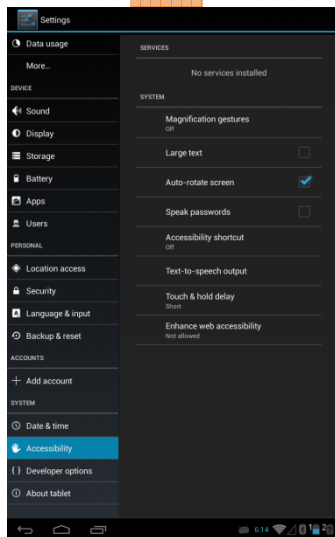 Settings
Data usage
More...
DEVICE
Sound
Display
Storage
Battery
Apps
Users
PERSONAL
Location access
Security
Language & input
Backup & reset
ACCOUNTS
Add account
SYSTEM
Date & time
Accessibility
Developer options
About tablet
SERVICES
No services installed
SYSTEM
Magnification gestures
Off
Large text
Auto-rotate screen
Speak passwords
Accessibility shortcut
Off
Text-to-speech output
Touch & hold delay
Short
Enhance web accessibility
Not allowed
6:14